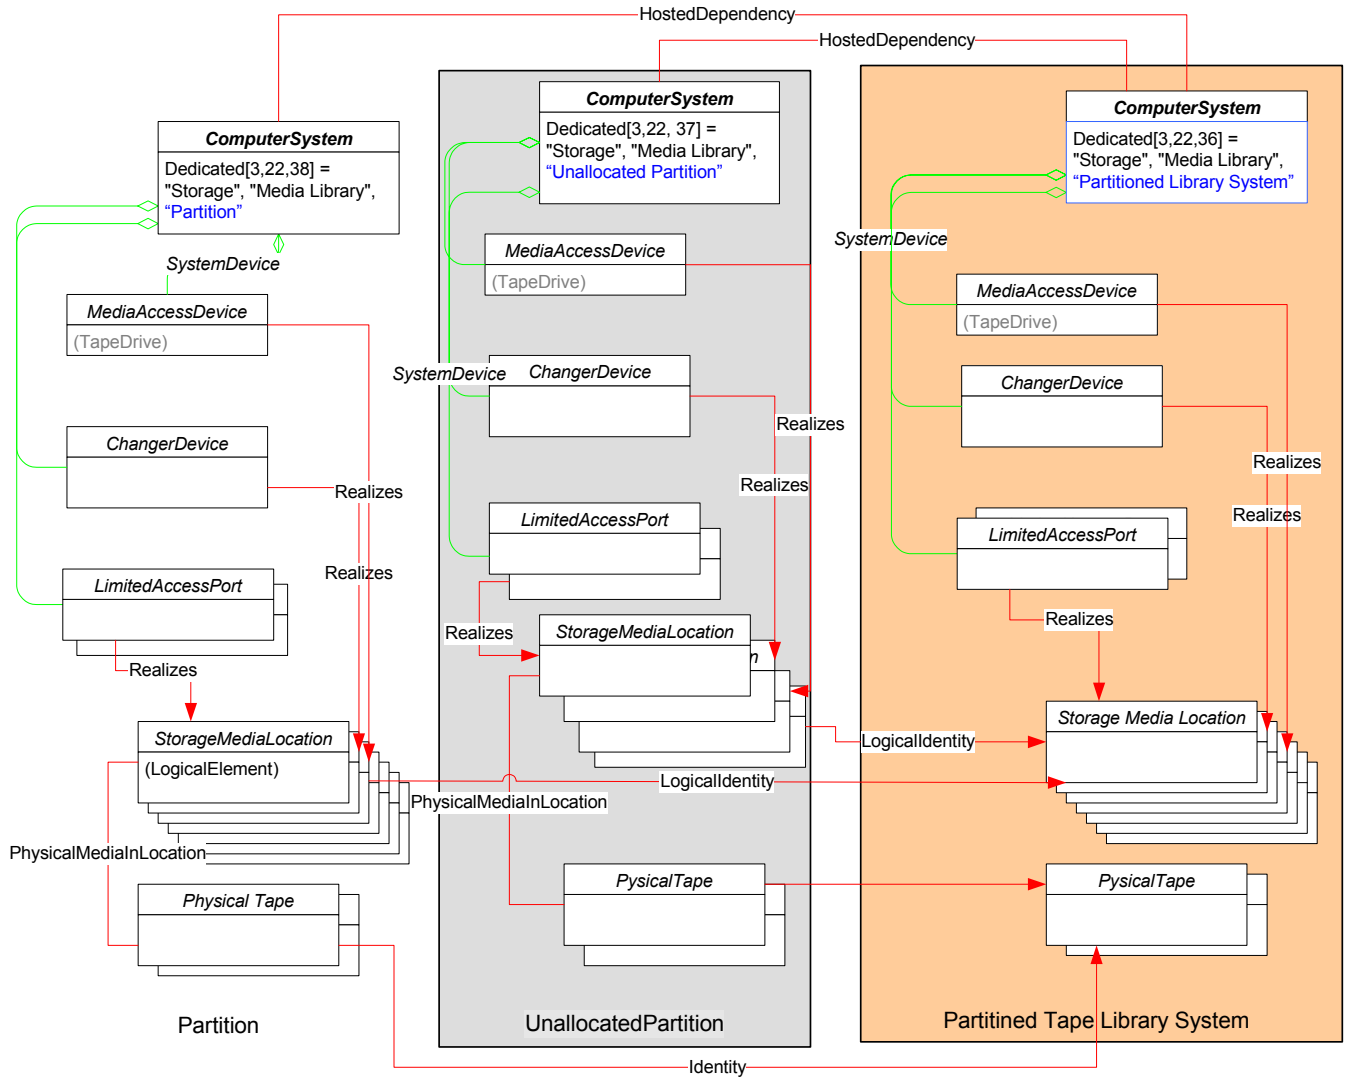 HostedDependency
HostedDependency
ComputerSystem
Dedicated[3,22,38] =
"Storage", "Media Library",
“Partition”
SystemDevice
MediaAccessDevice
(TapeDrive)
ChangerDevice
Realizes
Realizes
LimitedAccessPort
Realizes
StorageMediaLocation
(LogicalElement)
PhysicalMediaInLocation
Physical Tape
Partition
ComputerSystem
Dedicated[3,22, 37] =
"Storage", "Media Library",
“Unallocated Partition”
MediaAccessDevice
(TapeDrive)
SystemDevice
ChangerDevice
Realizes
Realizes
LimitedAccessPort
Realizes
StorageMediaLocation
n
LogicalIdentity
LogicalIdentity
PhysicalMediaInLocation
PysicalTape
UnallocatedPartition
ComputerSystem
Dedicated[3,22,36] =
"Storage", "Media Library",
“Partitioned Library System”
SystemDevice
MediaAccessDevice
(TapeDrive)
ChangerDevice
Realizes
Realizes
LimitedAccessPort
Realizes
Storage Media Location
PysicalTape
Partitined Tape Library System
Identity